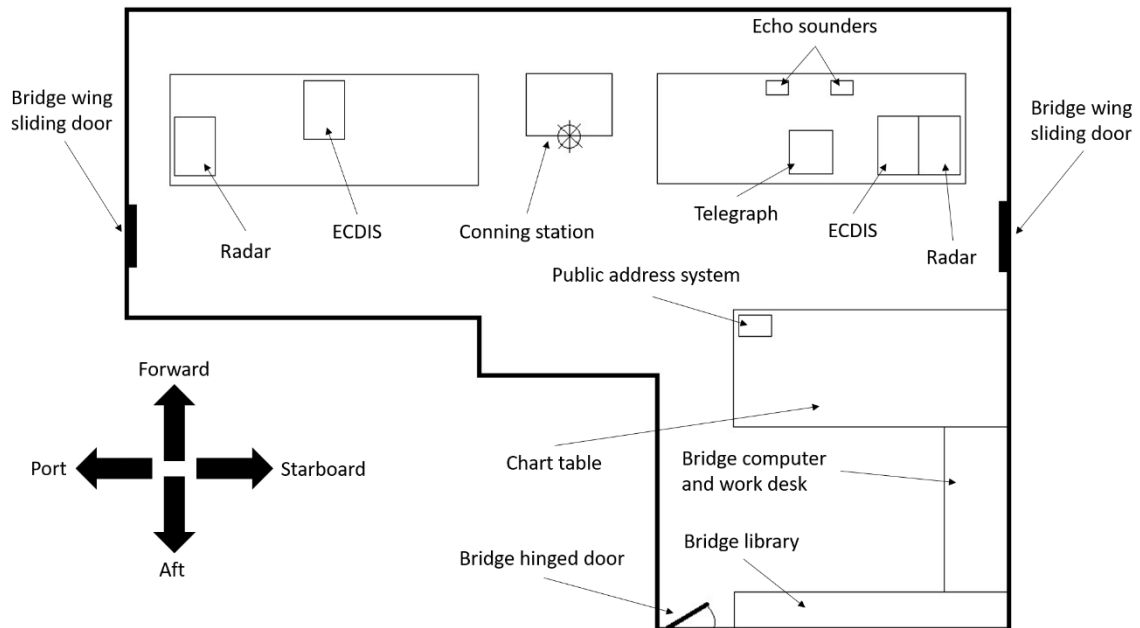 Echo sounders
Bridge wing
sliding door
Bridge wing
sliding door
Radar
ECDIS
Conning station
Telegraph
ECDIS
Radar
Public address system
Forward
Port
Starboard
Aft
Chart table
Bridge computer
and work desk
Bridge hinged door
Bridge library